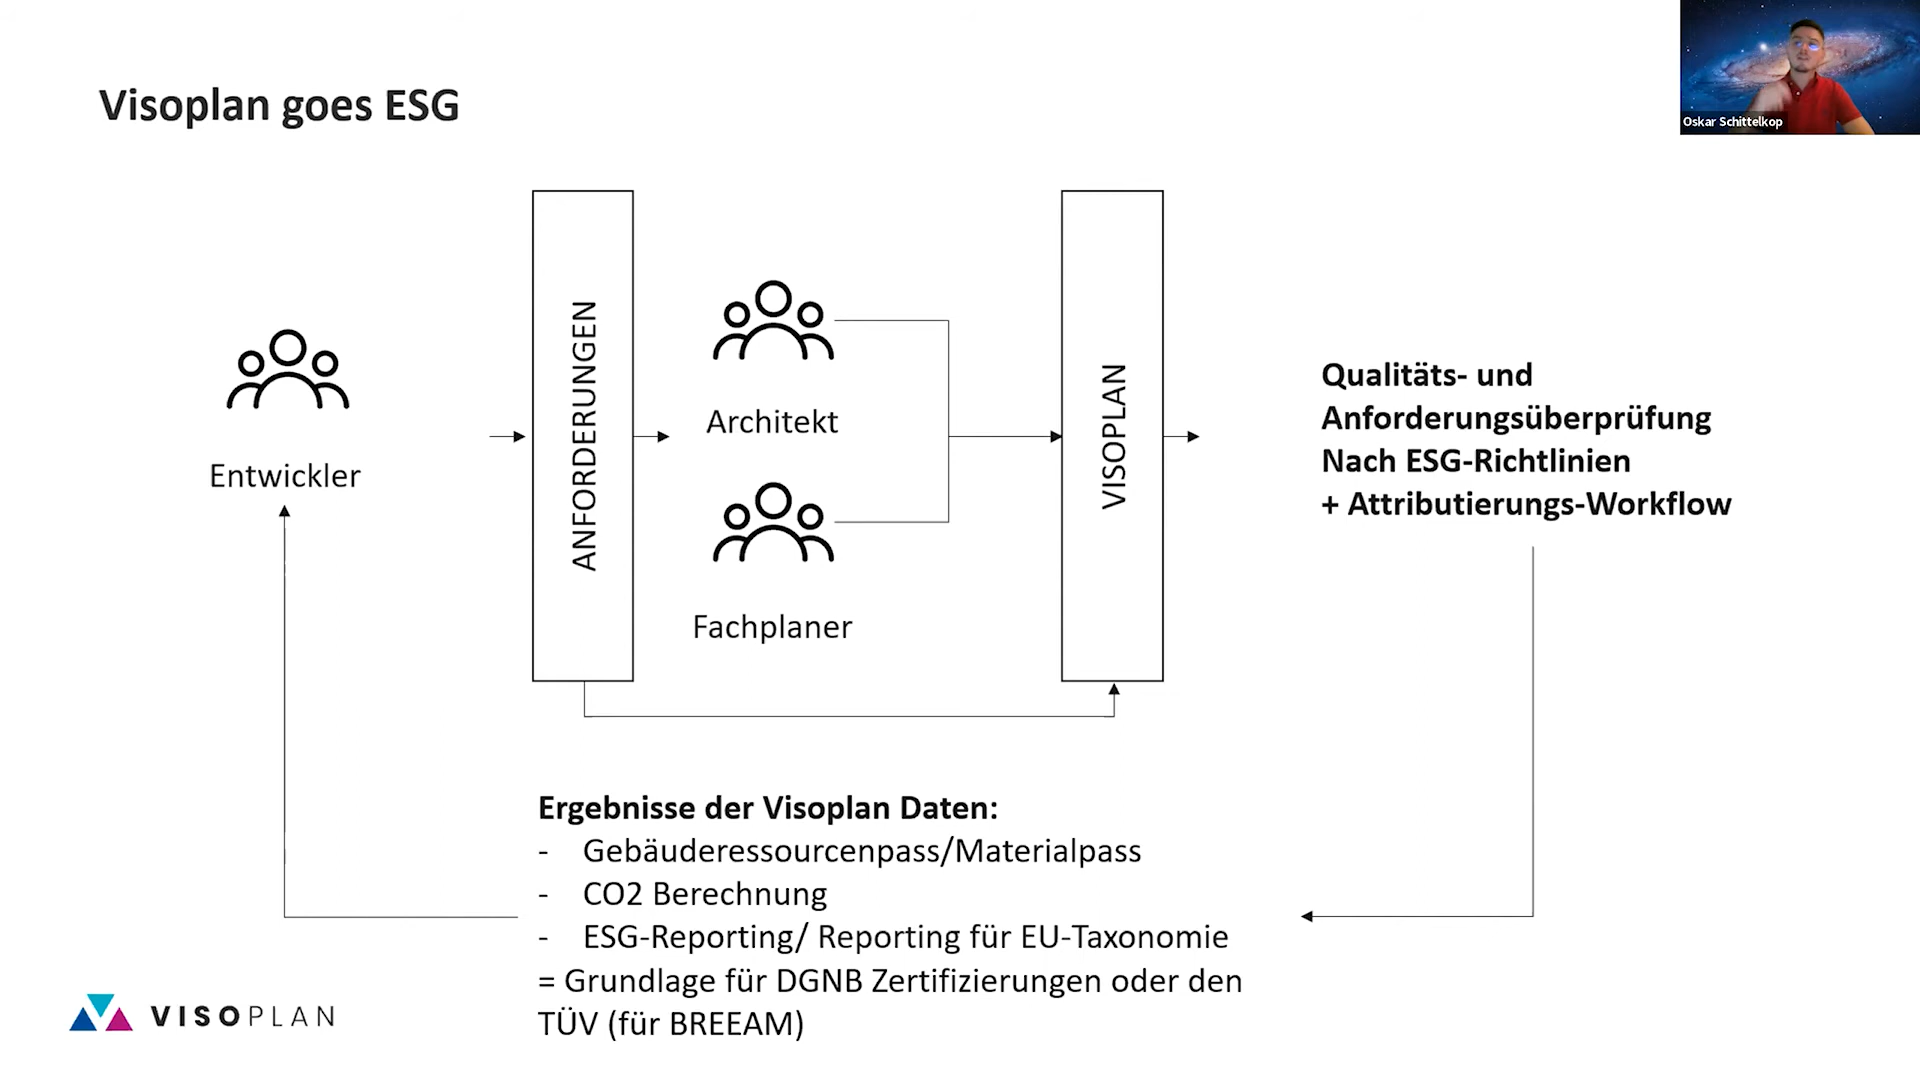 Visoplan goes ESG
Oskar Schittelkop
Entwickler
ANFORDERUNGEN
Architekt
Fachplaner
VISOPLAN
Qualitäts- und
Anforderungsüberprüfung
Nach ESG-Richtlinien
+ Attributierungs-Workflow
Ergebnisse der Visoplan Daten:
- Gebäuderessourcenpass/Materialpass
- CO2 Berechnung
- ESG-Reporting/ Reporting für EU-Taxonomie
= Grundlage für DGNB Zertifizierungen oder den
TÜV (für BREEAM)
VISOPLAN